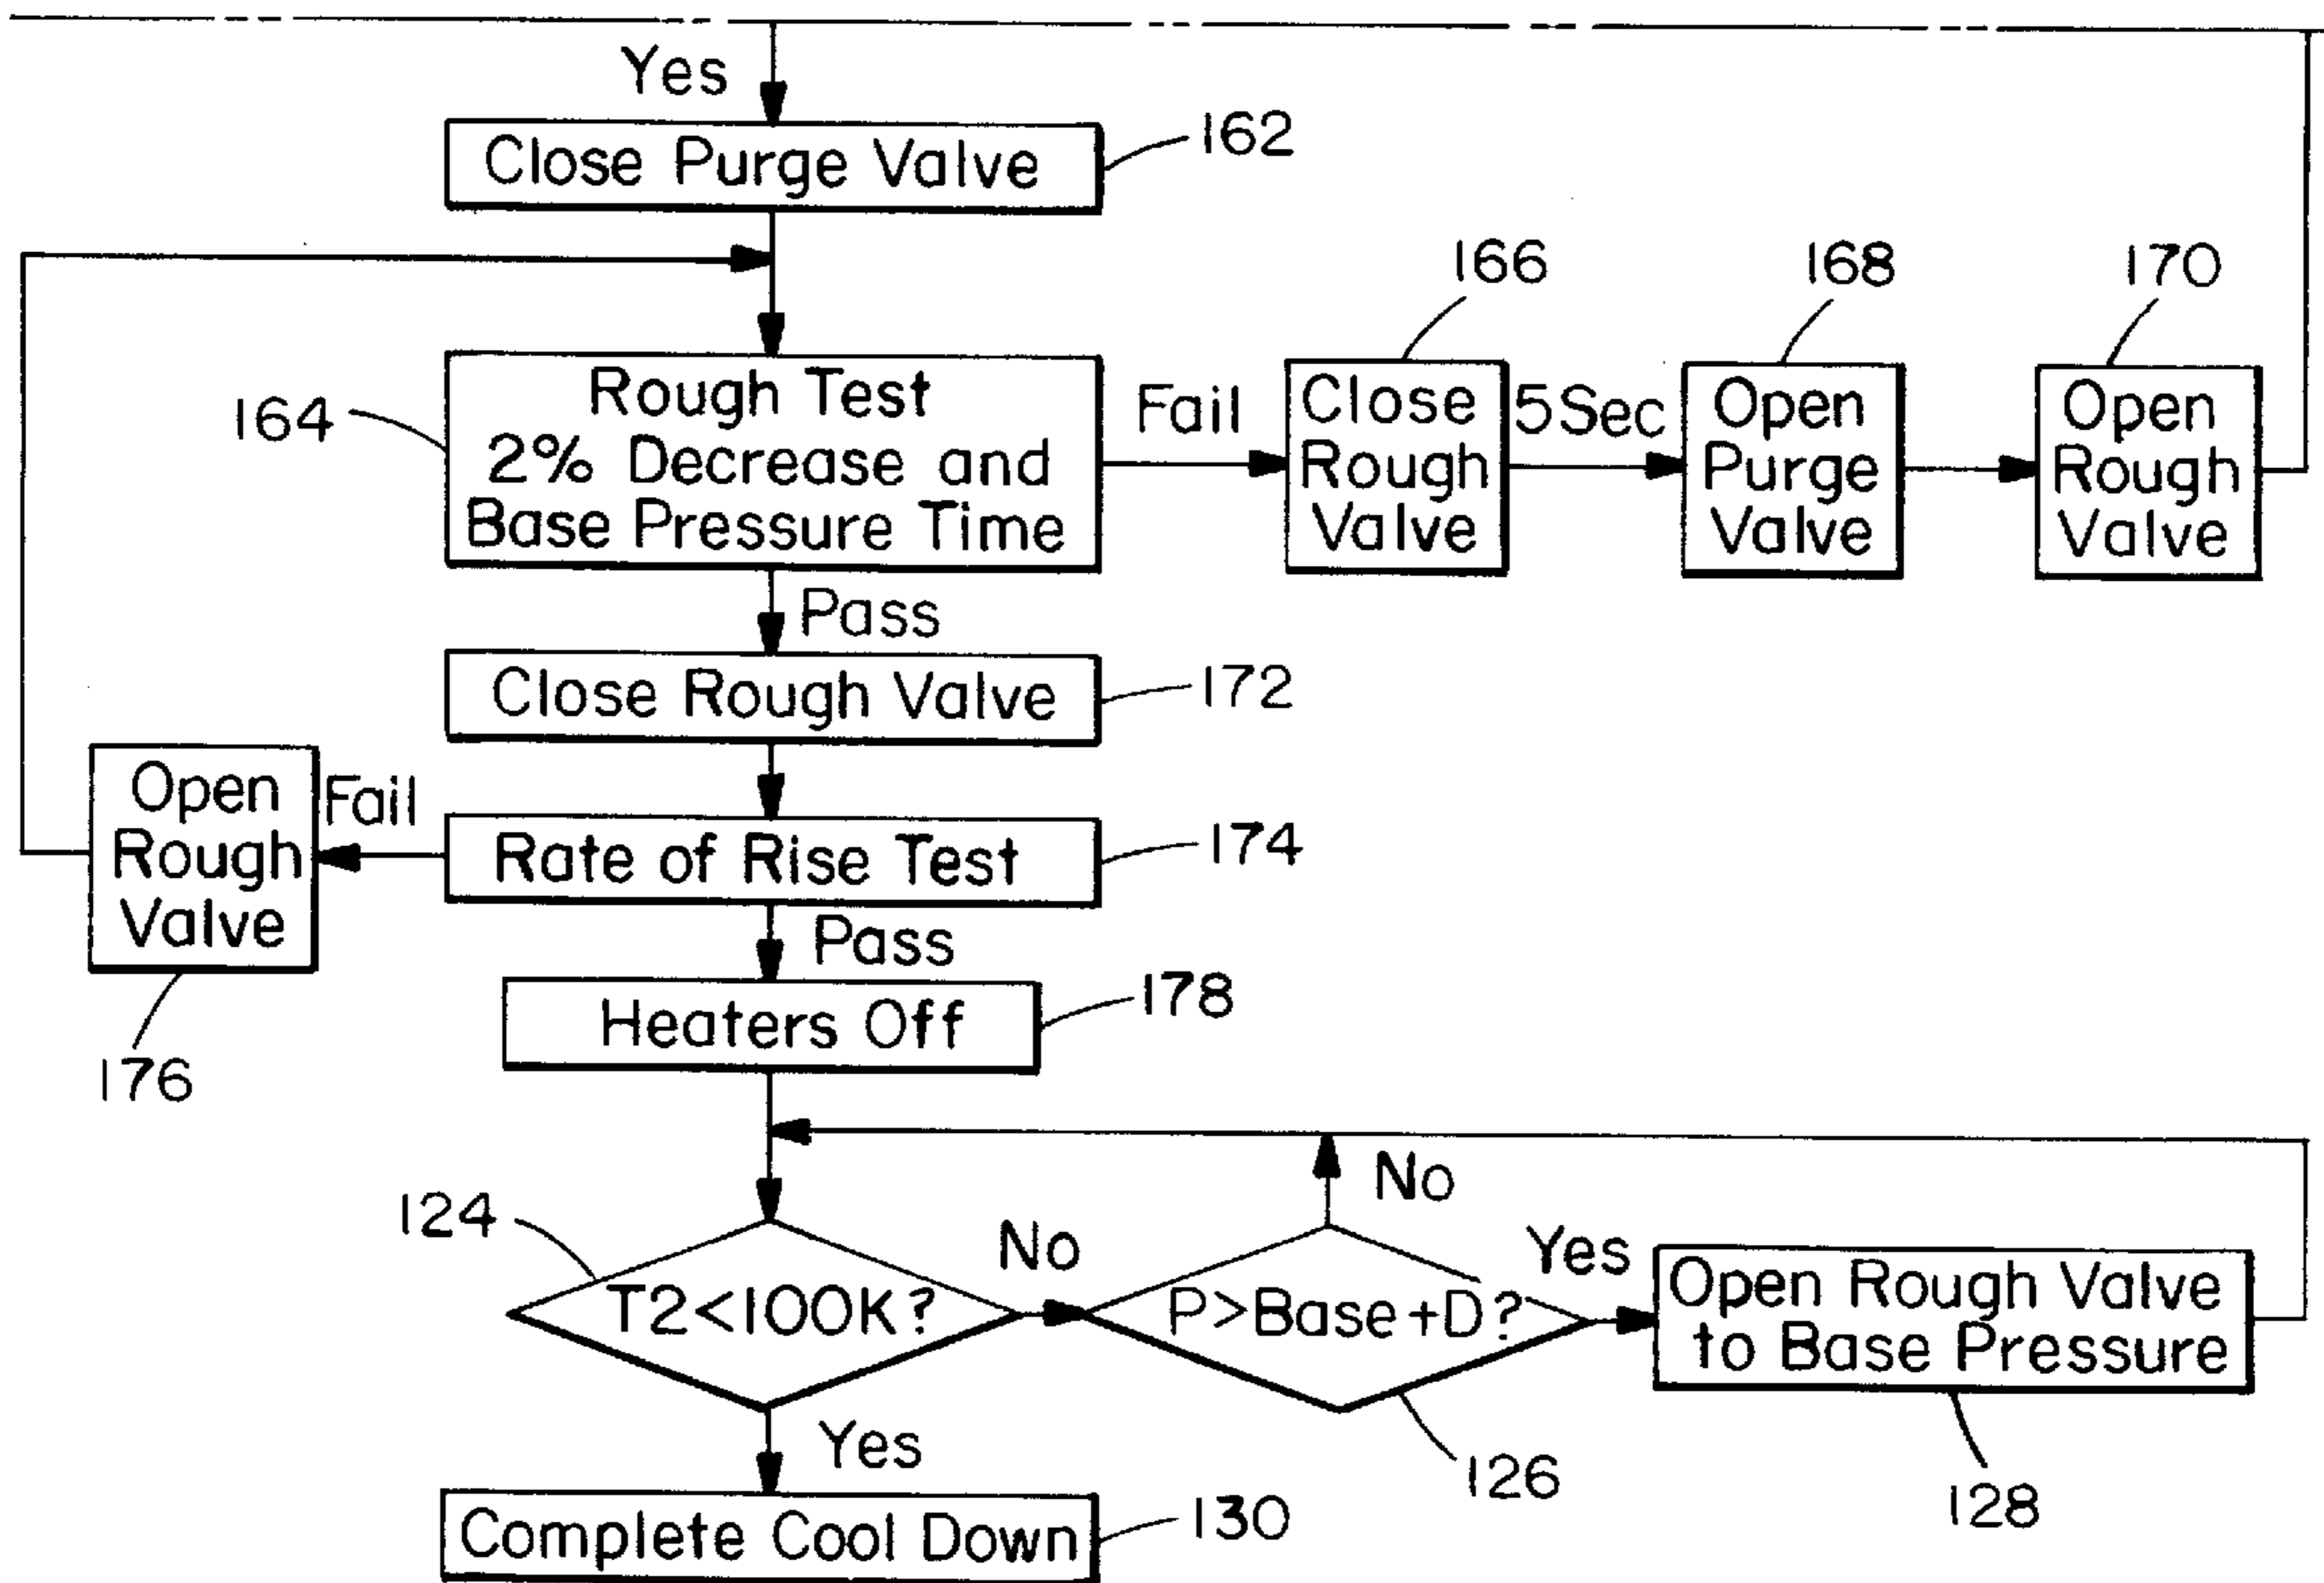 Yes
Close Purge Valve
162
166
168
170
164
Rough Test
2% Decrease and
Base Pressure Time
Fail
Close
Rough
Valve
5Sec
Open
Purge
Valve
Open
Rough
Valve
Pass
Close Rough Valve
172
Open
Rough
Valve
Fail
Rate of Rise Test
174
Pass
176
Heaters Off
178
124
T2<100K?
No
P>Base+D?
No
Yes
Open Rough Valve
to Base Pressure
126
128
Yes
Complete Cool Down
130